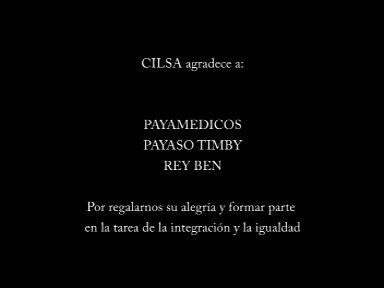 CILSA agradece a:
PAYAMEDICOS
PAYASO TIMBY
REY BEN
Por regalarnos su alegría y formar parte
en la tarea de la integración y la igualdad